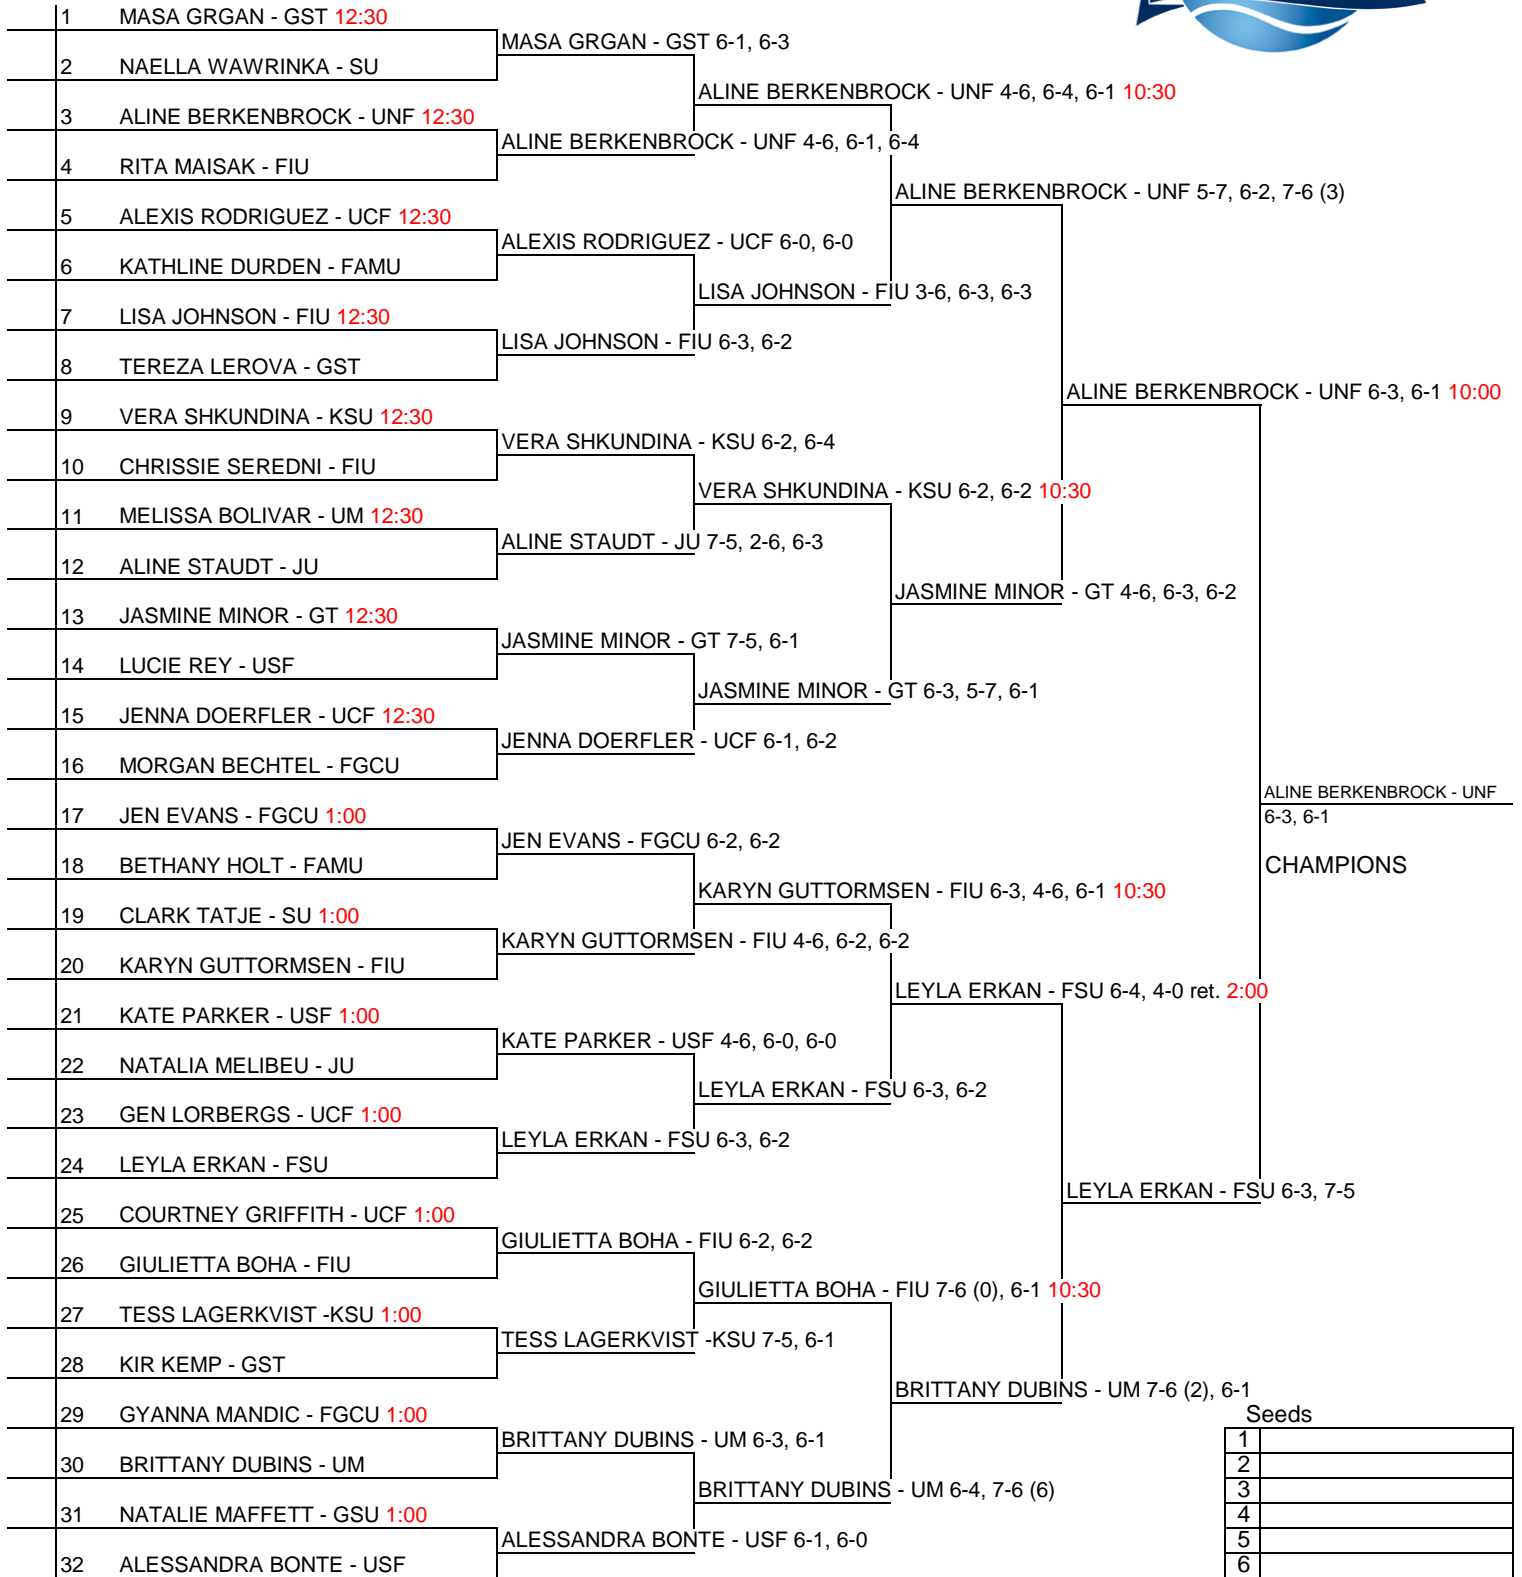 1 MASA GRGAN - GST 12:30
MASA GRGAN - GST 6-1, 6-3
2 NAELLA WAWRINKA - SU
ALINE BERKENBROCK - UNF 4-6, 6-4, 6-1 10:30
3 ALINE BERKENBROCK - UNF 12:30
ALINE BERKENBROCK - UNF 4-6, 6-1, 6-4
4 RITA MAISAK - FIU
ALINE BERKENBROCK - UNF 5-7, 6-2, 7-6 (3)
5 ALEXIS RODRIGUEZ - UCF 12:30
ALEXIS RODRIGUEZ - UCF 6-0, 6-0
6 KATHLINE DURDEN - FAMU
LISA JOHNSON - FIU 3-6, 6-3, 6-3
7 LISA JOHNSON - FIU 12:30
LISA JOHNSON - FIU 6-3, 6-2
8 TEREZA LEROVA - GST
ALINE BERKENBROCK - UNF 6-3, 6-1 10:00
9 VERA SHKUNDINA - KSU 12:30
VERA SHKUNDINA - KSU 6-2, 6-4
10 CHRISSIE SEREDNI - FIU
VERA SHKUNDINA - KSU 6-2, 6-2 10:30
11 MELISSA BOLIVAR - UM 12:30
ALINE STAUDT - JU 7-5, 2-6, 6-3
12 ALINE STAUDT - JU
JASMINE MINOR - GT 4-6, 6-3, 6-2
13 JASMINE MINOR - GT 12:30
JASMINE MINOR - GT 7-5, 6-1
14 LUCIE REY - USF
JASMINE MINOR - GT 6-3, 5-7, 6-1
15 JENNA DOERFLER - UCF 12:30
JENNA DOERFLER - UCF 6-1, 6-2
16 MORGAN BECHTEL - FGCU
ALINE BERKENBROCK - UNF
6-3, 6-1
17 JEN EVANS - FGCU 1:00
JEN EVANS - FGCU 6-2, 6-2
18 BETHANY HOLT - FAMU
CHAMPIONS
KARYN GUTTORMSEN - FIU 6-3, 4-6, 6-1 10:30
19 CLARK TATJE - SU 1:00
KARYN GUTTORMSEN - FIU 4-6, 6-2, 6-2
20 KARYN GUTTORMSEN - FIU
LEYLA ERKAN - FSU 6-4, 4-0 ret. 2:00
21 KATE PARKER - USF 1:00
KATE PARKER - USF 4-6, 6-0, 6-0
22 NATALIA MELIBEU - JU
LEYLA ERKAN - FSU 6-3, 6-2
23 GEN LORBERGS - UCF 1:00
LEYLA ERKAN - FSU 6-3, 6-2
24 LEYLA ERKAN - FSU
LEYLA ERKAN - FSU 6-3, 7-5
25 COURTNEY GRIFFITH - UCF 1:00
GIULIETTA BOHA - FIU 6-2, 6-2
26 GIULIETTA BOHA - FIU
GIULIETTA BOHA - FIU 7-6 (0), 6-1 10:30
27 TESS LAGERKVIST -KSU 1:00
TESS LAGERKVIST -KSU 7-5, 6-1
28 KIR KEMP - GST
BRITTANY DUBINS - UM 7-6 (2), 6-1
29 GYANNA MANDIC - FGCU 1:00
BRITTANY DUBINS - UM 6-3, 6-1
30 BRITTANY DUBINS - UM
BRITTANY DUBINS - UM 6-4, 7-6 (6)
31 NATALIE MAFFETT - GSU 1:00
ALESSANDRA BONTE - USF 6-1, 6-0
32 ALESSANDRA BONTE - USF
Seeds
1
2
3
4
5
6